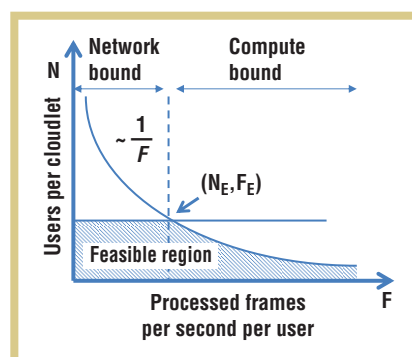 Network
bound
Compute
bound
N
Users per cloudlet
~ 1/F
(N_E,F_E)
Feasible region
F
Processed frames
per second per user